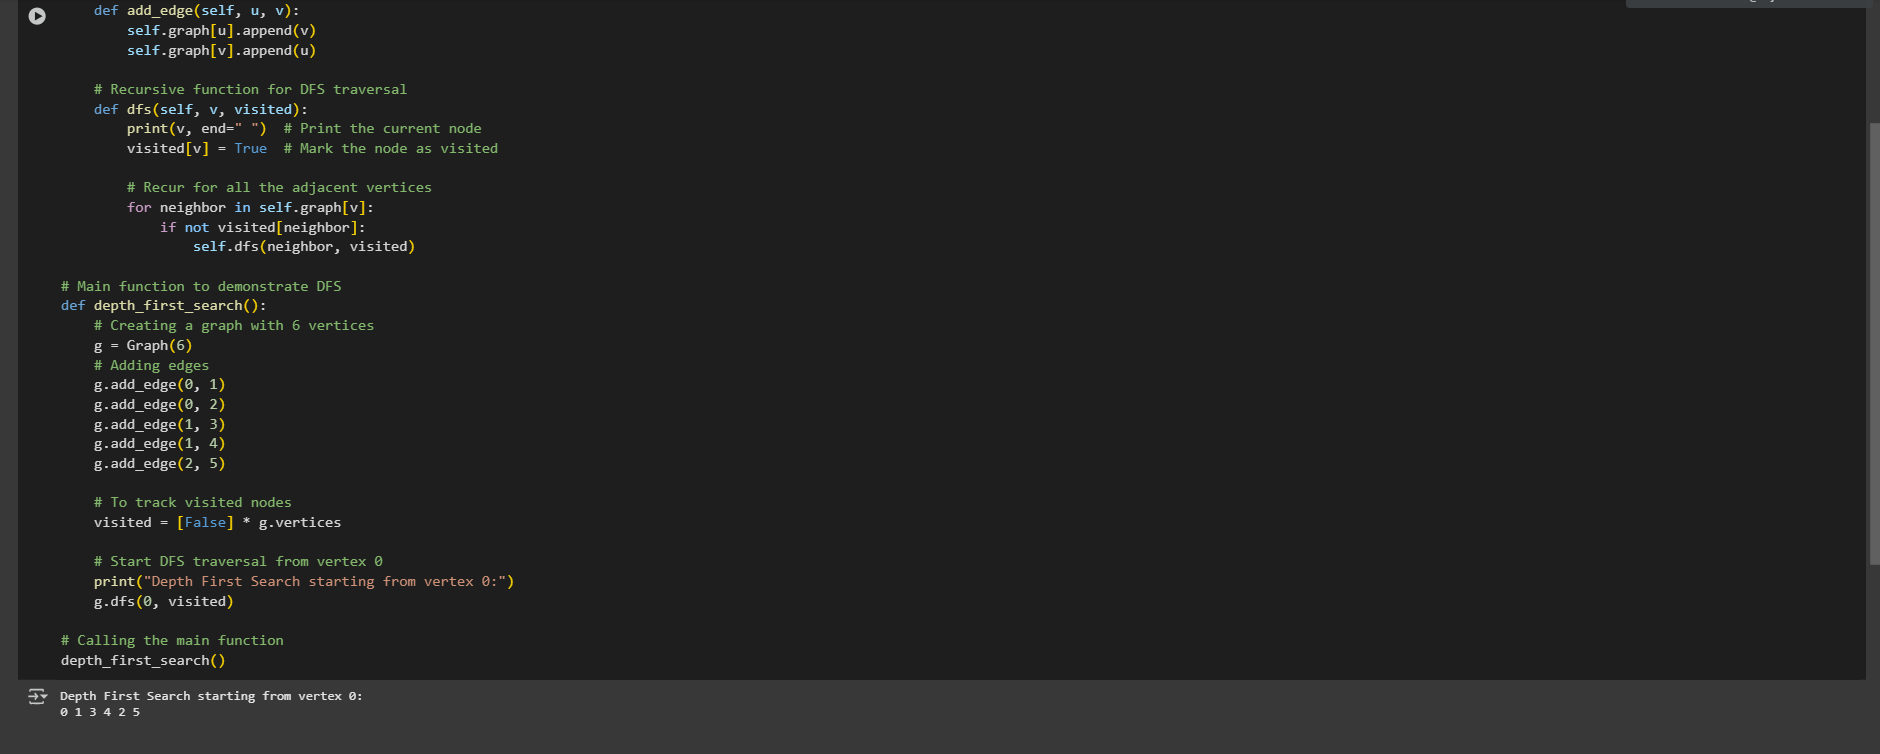 def add_edge(self, u, v):
self.graph[u].append(v)
self.graph[v].append(u)
# Recursive function for DFS traversal
def dfs(self, v, visited):
print(v, end=" ")  # Print the current node
visited[v] = True  # Mark the node as visited
# Recur for all the adjacent vertices
for neighbor in self.graph[v]:
if not visited[neighbor]:
self.dfs(neighbor, visited)
# Main function to demonstrate DFS
def depth_first_search():
# Creating a graph with 6 vertices
g = Graph(6)
# Adding edges
g.add_edge(0, 1)
g.add_edge(0, 2)
g.add_edge(1, 3)
g.add_edge(1, 4)
g.add_edge(2, 5)
# To track visited nodes
visited = [False] * g.vertices
# Start DFS traversal from vertex 0
print("Depth First Search starting from vertex 0:")
g.dfs(0, visited)
# Calling the main function
depth_first_search()
Depth First Search starting from vertex 0:
0 1 3 4 2 5